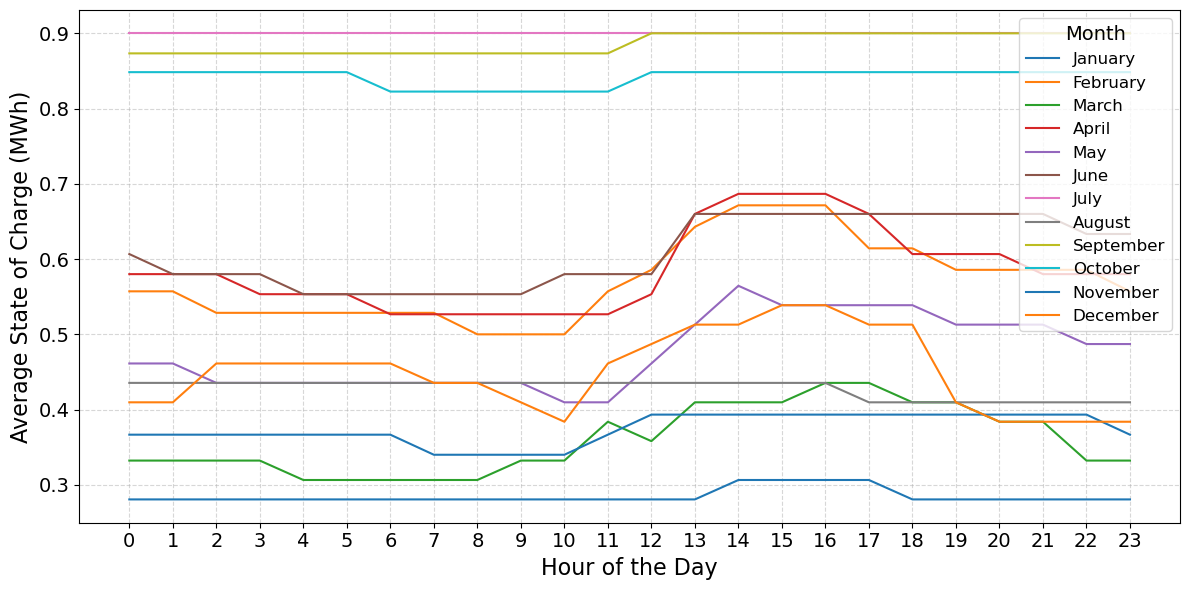 Average State of Charge (MWh)
0.9
0.8
0.7
0.6
0.5
0.4
0.3
Month
January
February
March
April
May
June
July
August
September
October
November
December
0 1 2 3 4 5 6 7 8 9 10 11 12 13 14 15 16 17 18 19 20 21 22 23
Hour of the Day